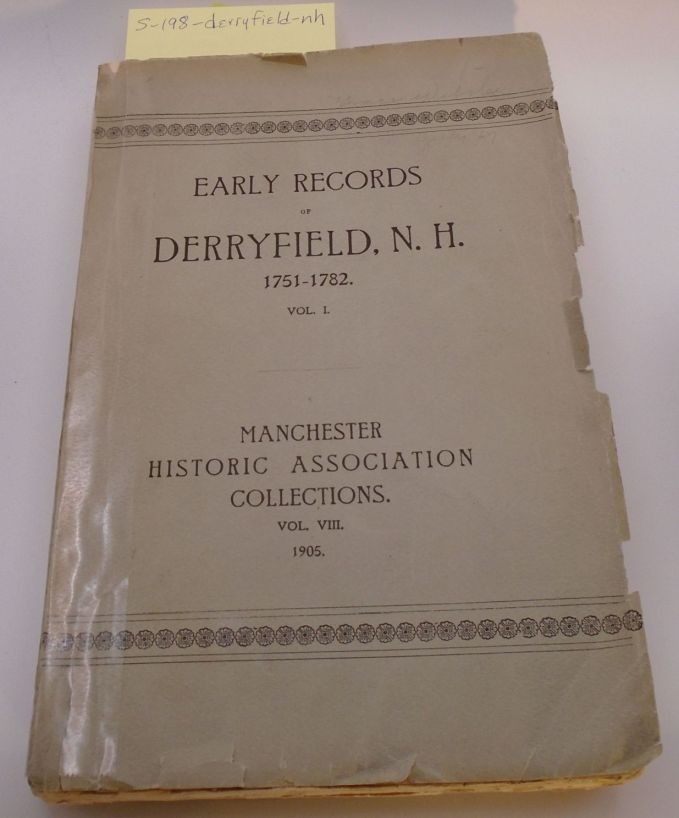 s-198-derryfield-nh
EARLY RECORDS
OF
DERRYFIELD, N. H.
1751-1782.
VOL. I.
MANCHESTER
HISTORIC ASSOCIATION
COLLECTIONS.
VOL. VIII.
1905.